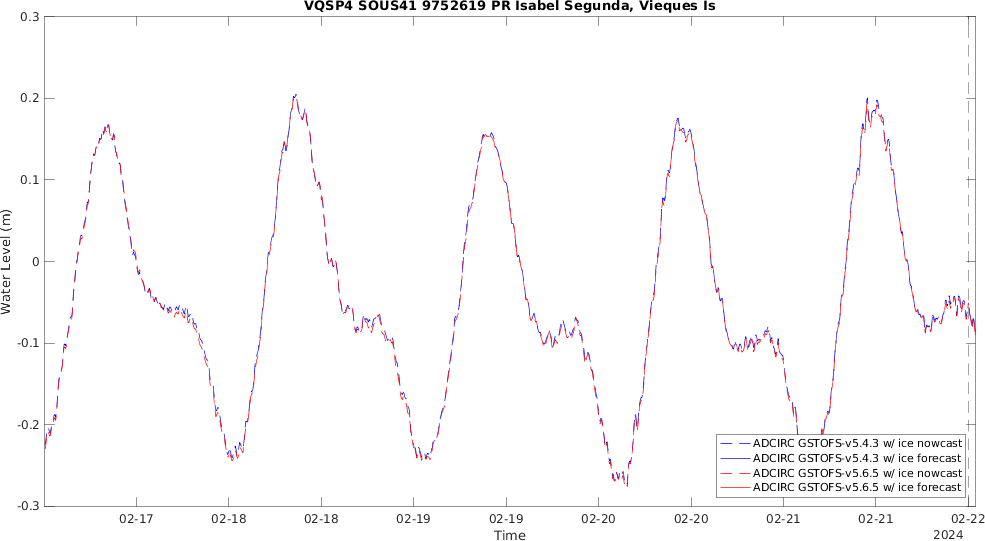 VQSP4 SOUS41 9752619 PR Isabel Segunda, Vieques Is
0.3
0.2
0.1
0
-0.1
-0.2
-0.3
Water Level (m)
ADCIRC GSTOFS-v5.4.3 w/ ice nowcast
ADCIRC GSTOFS-v5.4.3 w/ ice forecast
ADCIRC GSTOFS-v5.6.5 w/ ice nowcast
ADCIRC GSTOFS-v5.6.5 w/ ice forecast
02-17 02-18 02-18 02-19 02-19 02-20 02-20 02-21 02-21 02-22
Time
2024